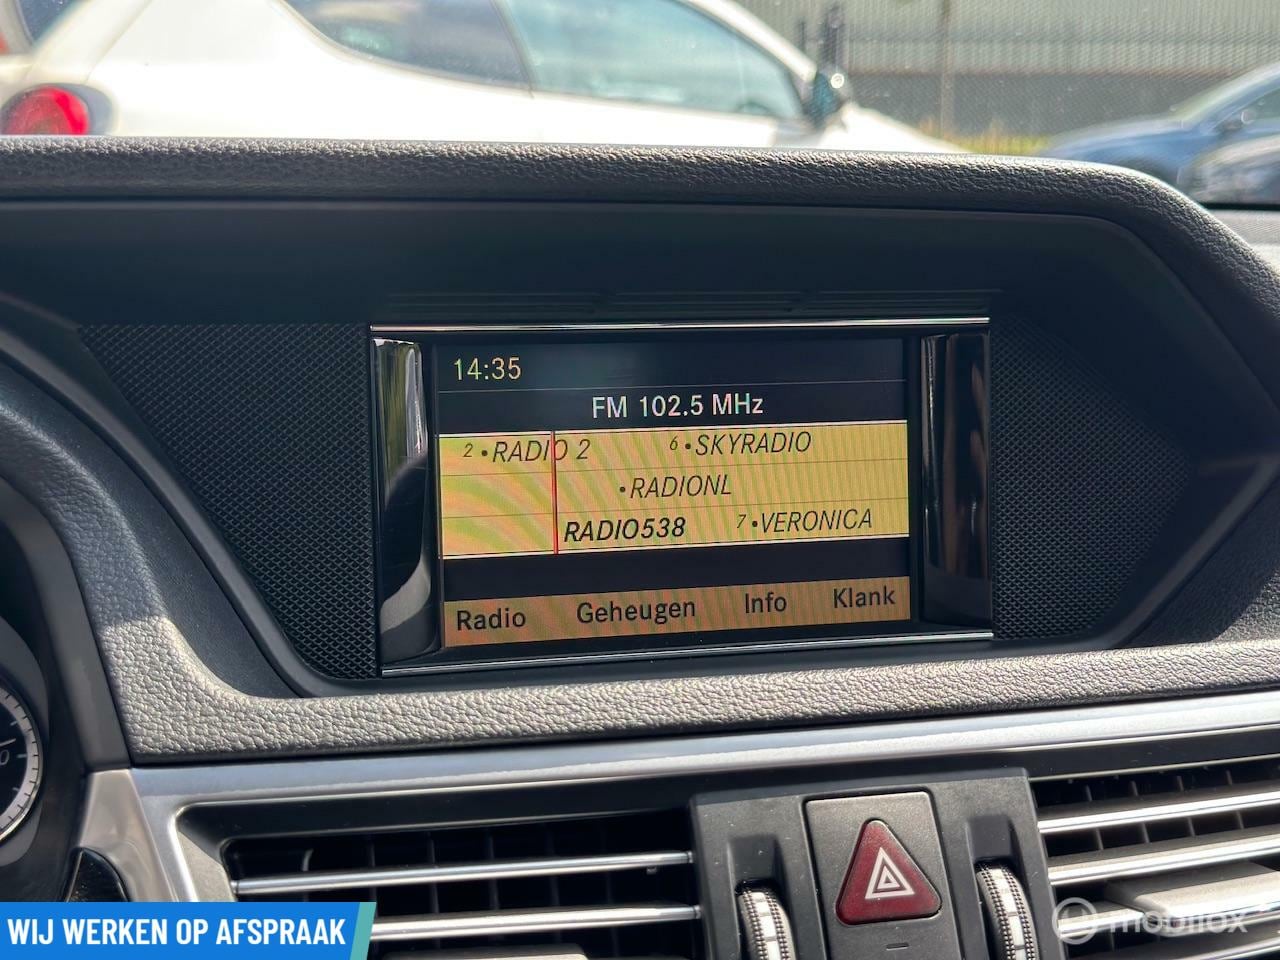 14:35
FM 102.5 MHz
2 •RADIO 2 6 •SKYRADIO
•RADIONL
RADIO538 7 •VERONICA
Radio Geheugen Info Klank
WIJ WERKEN OP AFSPRAAK
mobilox